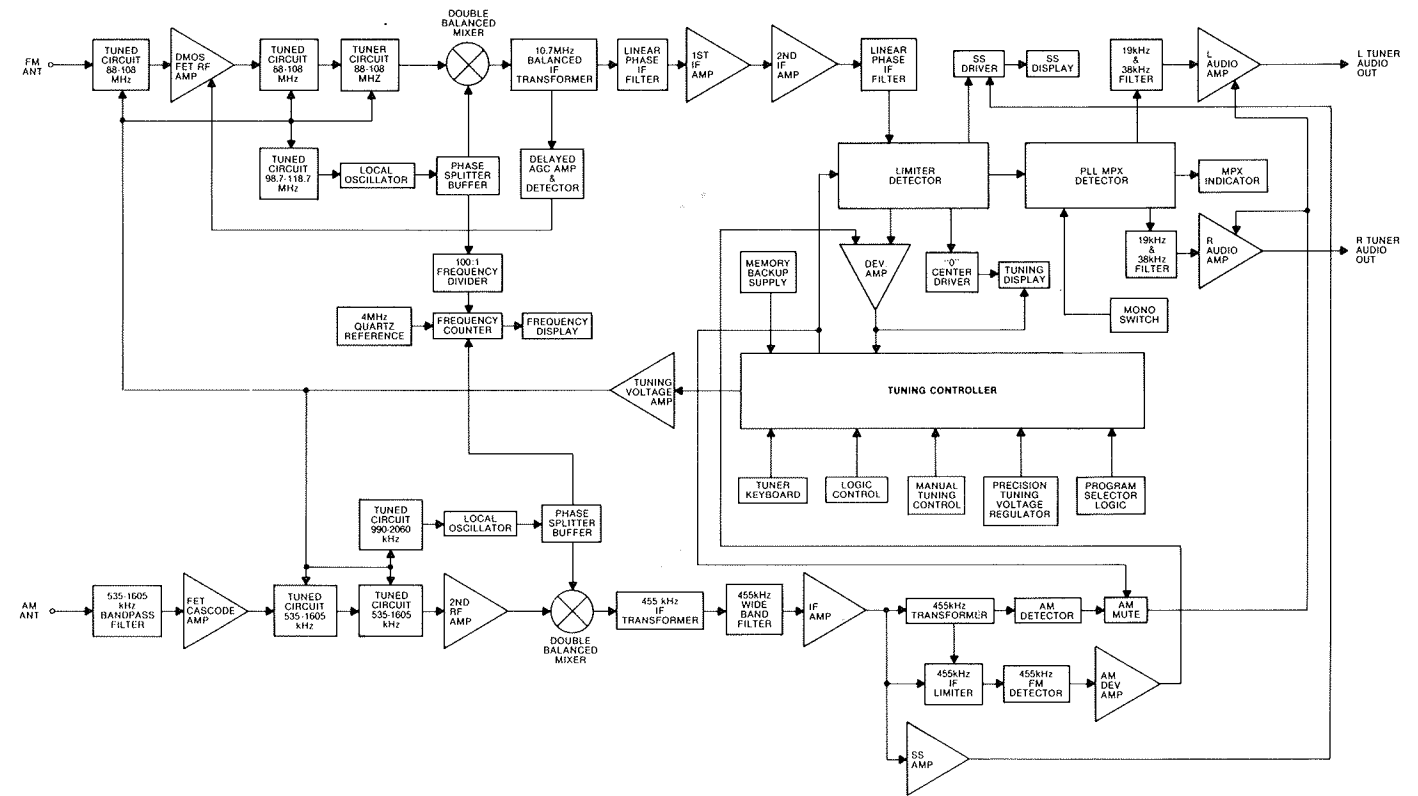 FM
ANT
TUNED
CIRCUIT
88-108
MHz
DMOS
FET RF
AMP
TUNED
CIRCUIT
88-108
MHz
TUNER
CIRCUIT
88-108
MHZ
DOUBLE
BALANCED
MIXER
10.7MHz
BALANCED
IF
TRANSFORMER
LINEAR
PHASE IF
FILTER
1ST
IF AMP
2ND
IF AMP
LINEAR
PHASE IF
FILTER
SS
DRIVER
SS
DISPLAY
19kHz
&
38kHz
FILTER
L
AUDIO
AMP
L TUNER
AUDIO
OUT
TUNED
CIRCUIT
98.7-118.7
MHz
LOCAL
OSCILLATOR
PHASE
SPLITTER
BUFFER
DELAYED
AGC AMP
&
DETECTOR
LIMITER
DETECTOR
PLL MPX
DETECTOR
MPX
INDICATOR
100:1
FREQUENCY
DIVIDER
MEMORY
BACKUP
SUPPLY
DEV
AMP
"0"
CENTER
DRIVER
TUNING
DISPLAY
19kHz
&
38kHz
FILTER
R
AUDIO
AMP
R TUNER
AUDIO
OUT
4MHz
QUARTZ
REFERENCE
FREQUENCY
COUNTER
FREQUENCY
DISPLAY
MONO
SWITCH
TUNING
VOLTAGE
AMP
TUNING CONTROLLER
TUNER
KEYBOARD
LOGIC
CONTROL
MANUAL
TUNING
CONTROL
PRECISION
TUNING
VOLTAGE
REGULATOR
PROGRAM
SELECTOR
LOGIC
TUNED
CIRCUIT
990-2060
kHz
LOCAL
OSCILLATOR
PHASE
SPLITTER
BUFFER
AM
ANT
535-1605
kHz
BANDPASS
FILTER
FET
CASCODE
AMP
TUNED
CIRCUIT
535-1605
kHz
TUNED
CIRCUIT
535-1605
kHz
2ND
RF
AMP
DOUBLE
BALANCED
MIXER
455 kHz
IF
TRANSFORMER
455kHz
WIDE
BAND
FILTER
IF
AMP
455kHz
TRANSFORMER
AM
DETECTOR
AM
MUTE
455kHz
IF
LIMITER
455kHz
FM
DETECTOR
AM
DEV
AMP
SS
AMP